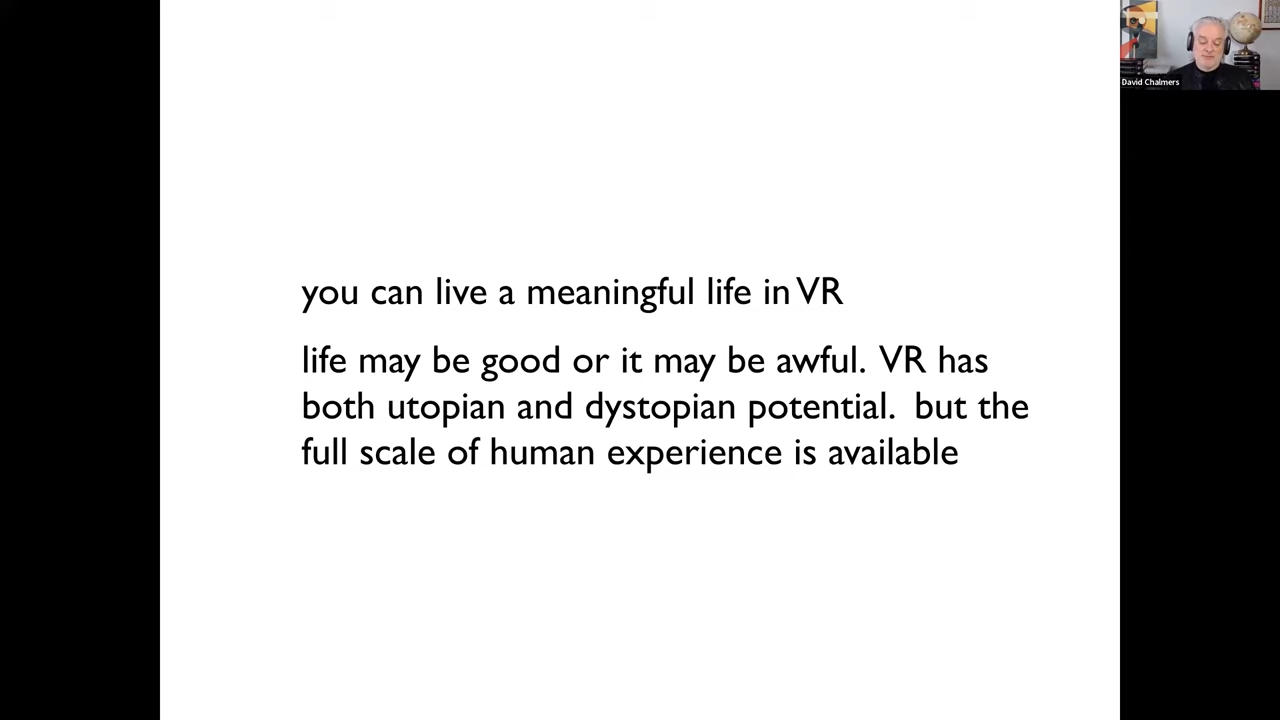 David Chalmers
you can live a meaningful life in VR
life may be good or it may be awful. VR has
both utopian and dystopian potential. but the
full scale of human experience is available